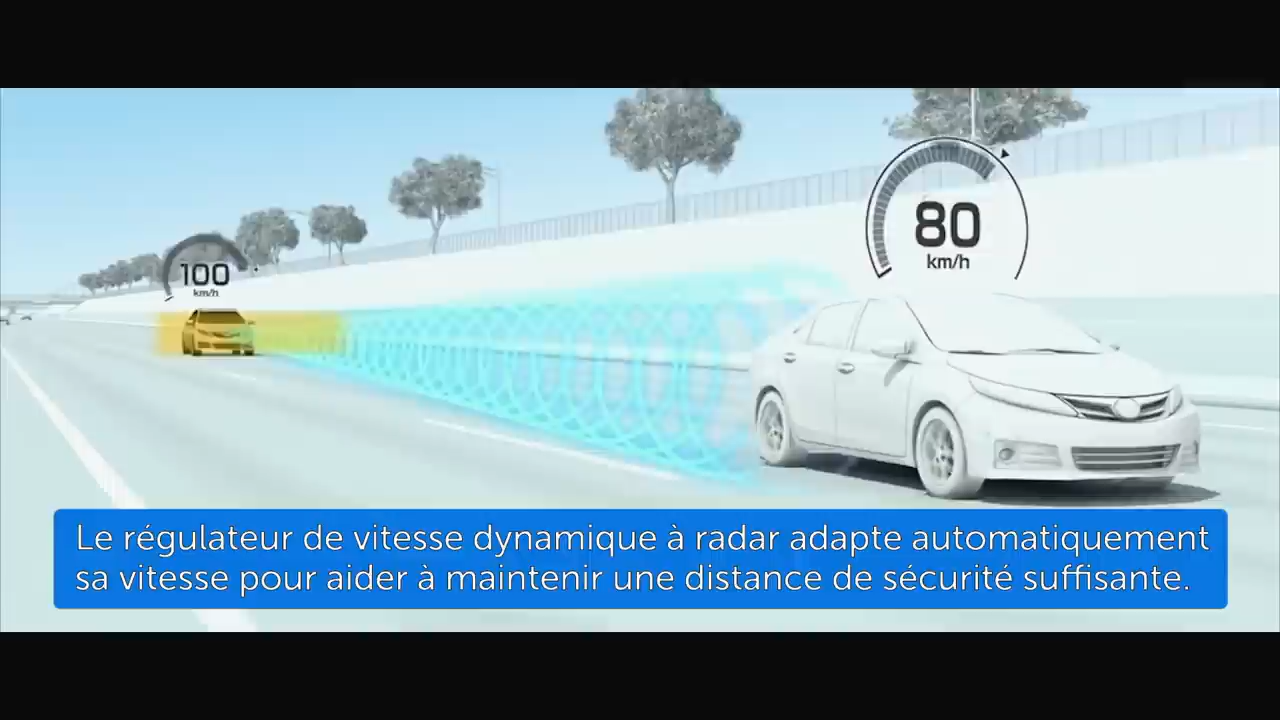 80
km/h
100
km/h
Le régulateur de vitesse dynamique à radar adapte automatiquement
sa vitesse pour aider à maintenir une distance de sécurité suffisante.